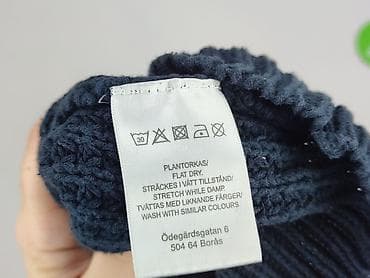 30
PLANTORKAS/
FLAT DRY.
STRÄCKES I VÅTT TILLSTÅND/
STRETCH WHILE DAMP.
TVÄTTAS MED LIKNANDE FÄRGER/
WASH WITH SIMILAR COLOURS
Ödegårdsgatan 6
504 64 Borås